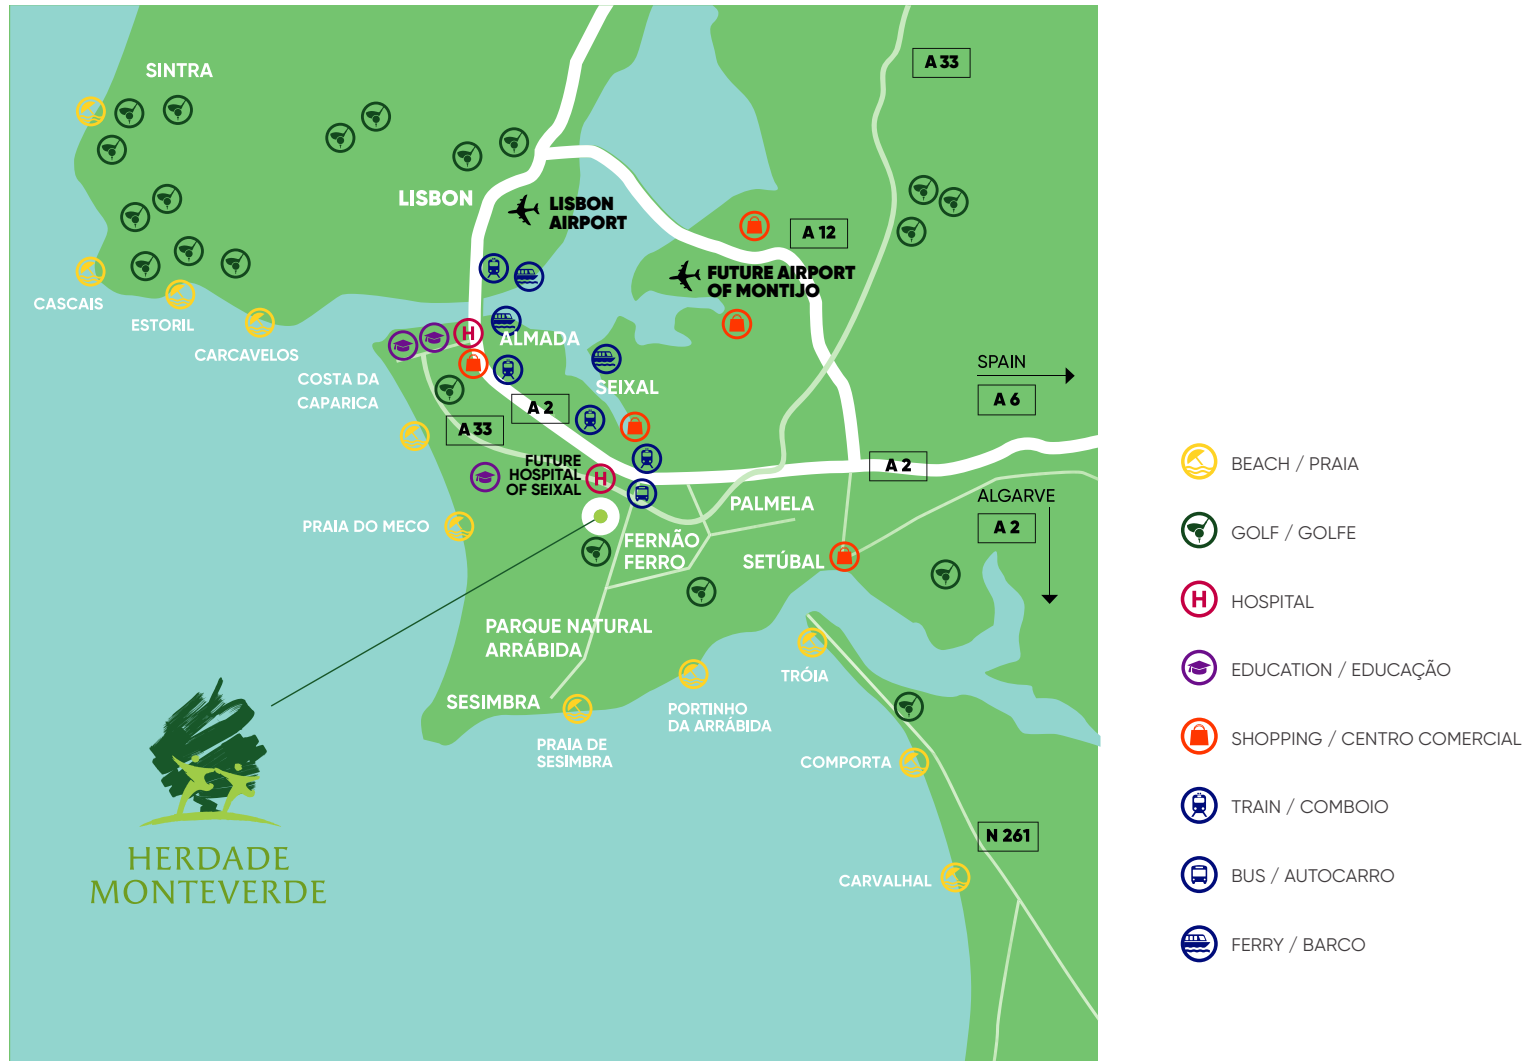 SINTRA
A 33
LISBON
LISBON
AIRPORT
A 12
FUTURE AIRPORT
OF MONTIJO
CASCAIS
ESTORIL
CARCAVELOS
H
ALMADA
COSTA DA
CAPARICA
SEIXAL
SPAIN
A 6
A 2
A 33
FUTURE
HOSPITAL
OF SEIXAL
H
A 2
ALGARVE
A 2
PALMELA
PRAIA DO MECO
FERNÃO
FERRO
SETÚBAL
PARQUE NATURAL
ARRÁBIDA
TRÓIA
SESIMBRA
PORTINHO
DA ARRÁBIDA
PRAIA DE
SESIMBRA
COMPORTA
N 261
CARVALHAL
HERDADE
MONTEVERDE
BEACH / PRAIA
GOLF / GOLFE
H
HOSPITAL
EDUCATION / EDUCAÇÃO
SHOPPING / CENTRO COMERCIAL
TRAIN / COMBOIO
BUS / AUTOCARRO
FERRY / BARCO